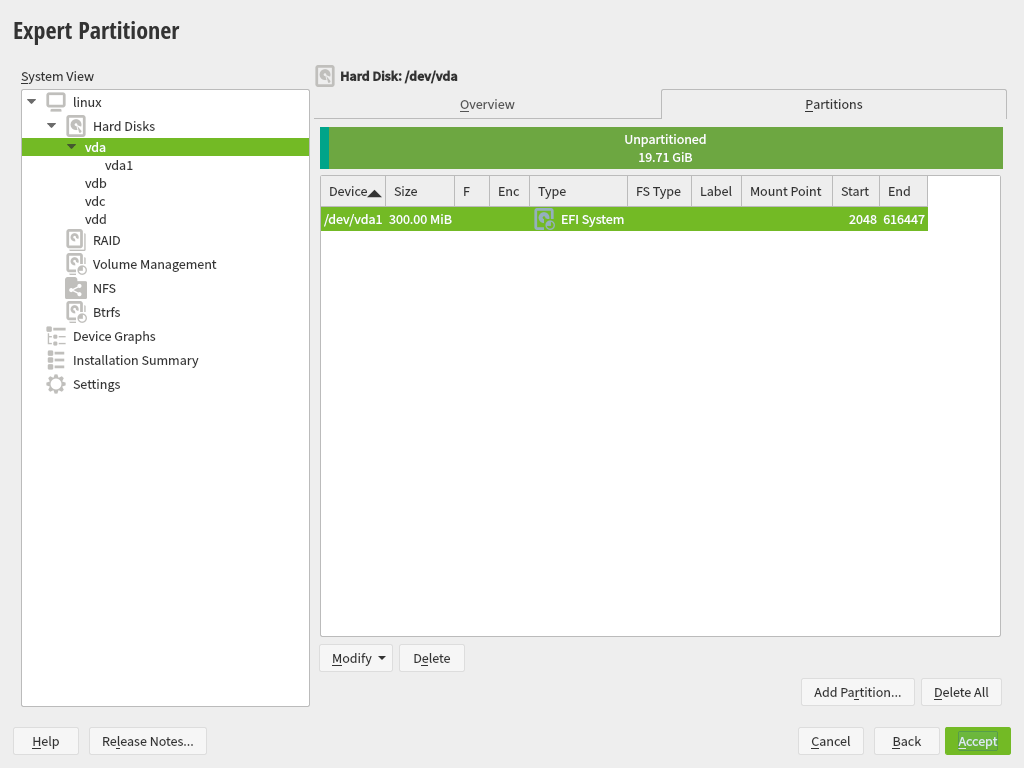 Expert Partitioner
System View
linux
Hard Disks
vda
vda1
vdb
vdc
vdd
RAID
Volume Management
NFS
Btrfs
Device Graphs
Installation Summary
Settings
Hard Disk: /dev/vda
Overview Partitions
Unpartitioned
19.71 GiB
Device Size F Enc Type FS Type Label Mount Point Start End
/dev/vda1 300.00 MiB EFI System 2048 616447
Modify Delete
Add Partition... Delete All
Help Release Notes... Cancel Back Accept